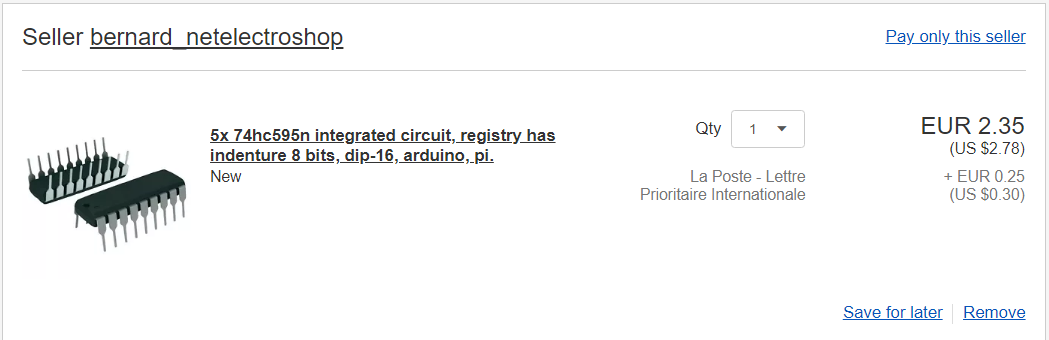 Seller bernard_netelectroshop
Pay only this seller
5x 74hc595n integrated circuit, registry has
indenture 8 bits, dip-16, arduino, pi.
New
Qty 1
La Poste - Lettre
Prioritaire Internationale
EUR 2.35
(US $2.78)
+ EUR 0.25
(US $0.30)
Save for later
Remove